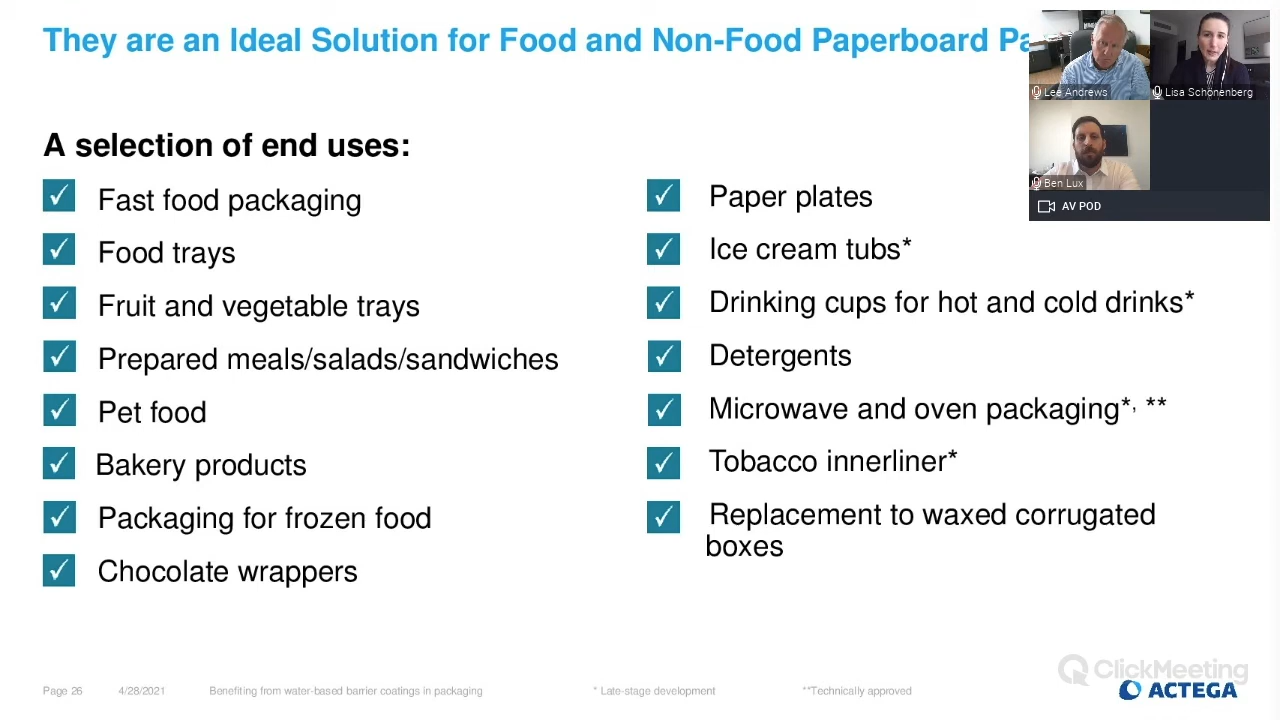 They are an Ideal Solution for Food and Non-Food Paperboard Pa
Lee Andrews
Lisa Schönenberg
Ben Lux
AV POD
A selection of end uses:
Fast food packaging
Food trays
Fruit and vegetable trays
Prepared meals/salads/sandwiches
Pet food
Bakery products
Packaging for frozen food
Chocolate wrappers
Paper plates
Ice cream tubs*
Drinking cups for hot and cold drinks*
Detergents
Microwave and oven packaging*, **
Tobacco innerliner*
Replacement to waxed corrugated
boxes
ClickMeeting
Page 26 4/28/2021 Benefiting from water-based barrier coatings in packaging * Late-stage development **Technically approved
ACTEGA